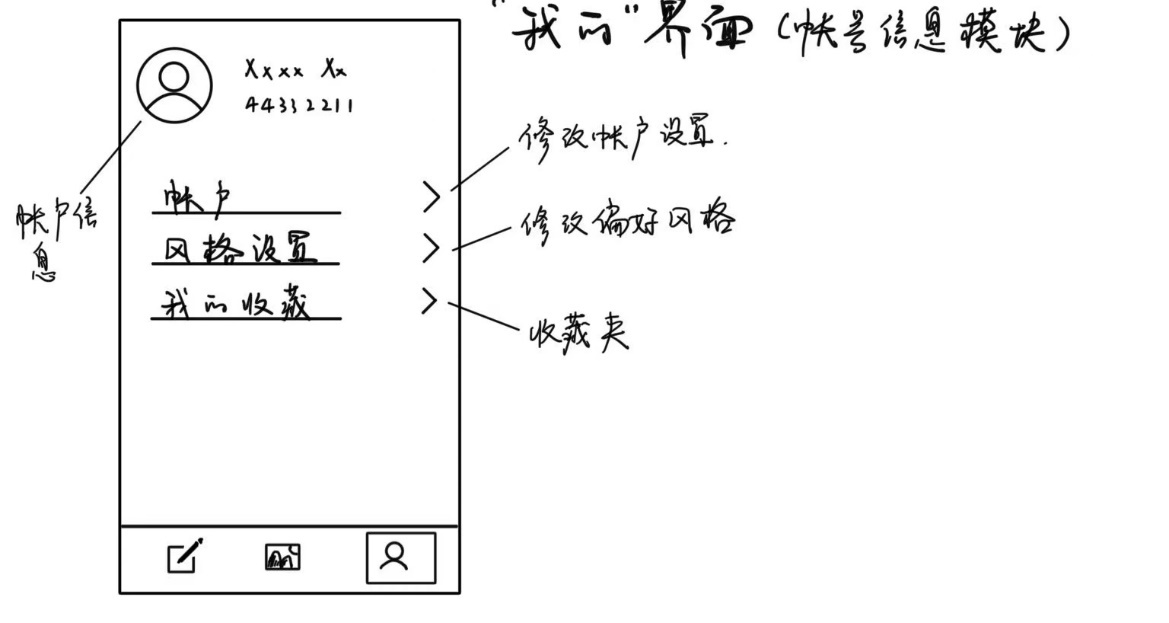 “我的”界面(帐号信息模块)
Xxxx Xx
44332211
修改帐户设置.
帐户
帐户信
息
修改偏好风格
风格设置
我的收藏
收藏夹